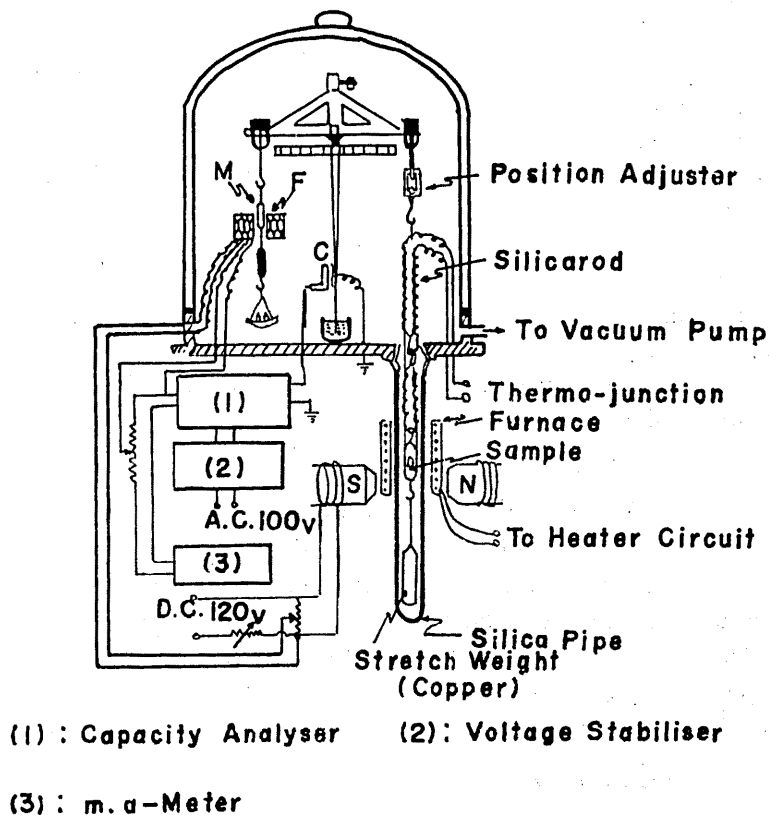 M
F
Position Adjuster
C
Silicarod
To Vacuum Pump
(1)
Thermo-junction
Furnace
Sample
(2)
S
N
A.C.100v
To Heater Circuit
(3)
D.C.120v
Silica Pipe
Stretch Weight
(Copper)
(1): Capacity Analyser (2): Voltage Stabiliser
(3): m.a-Meter